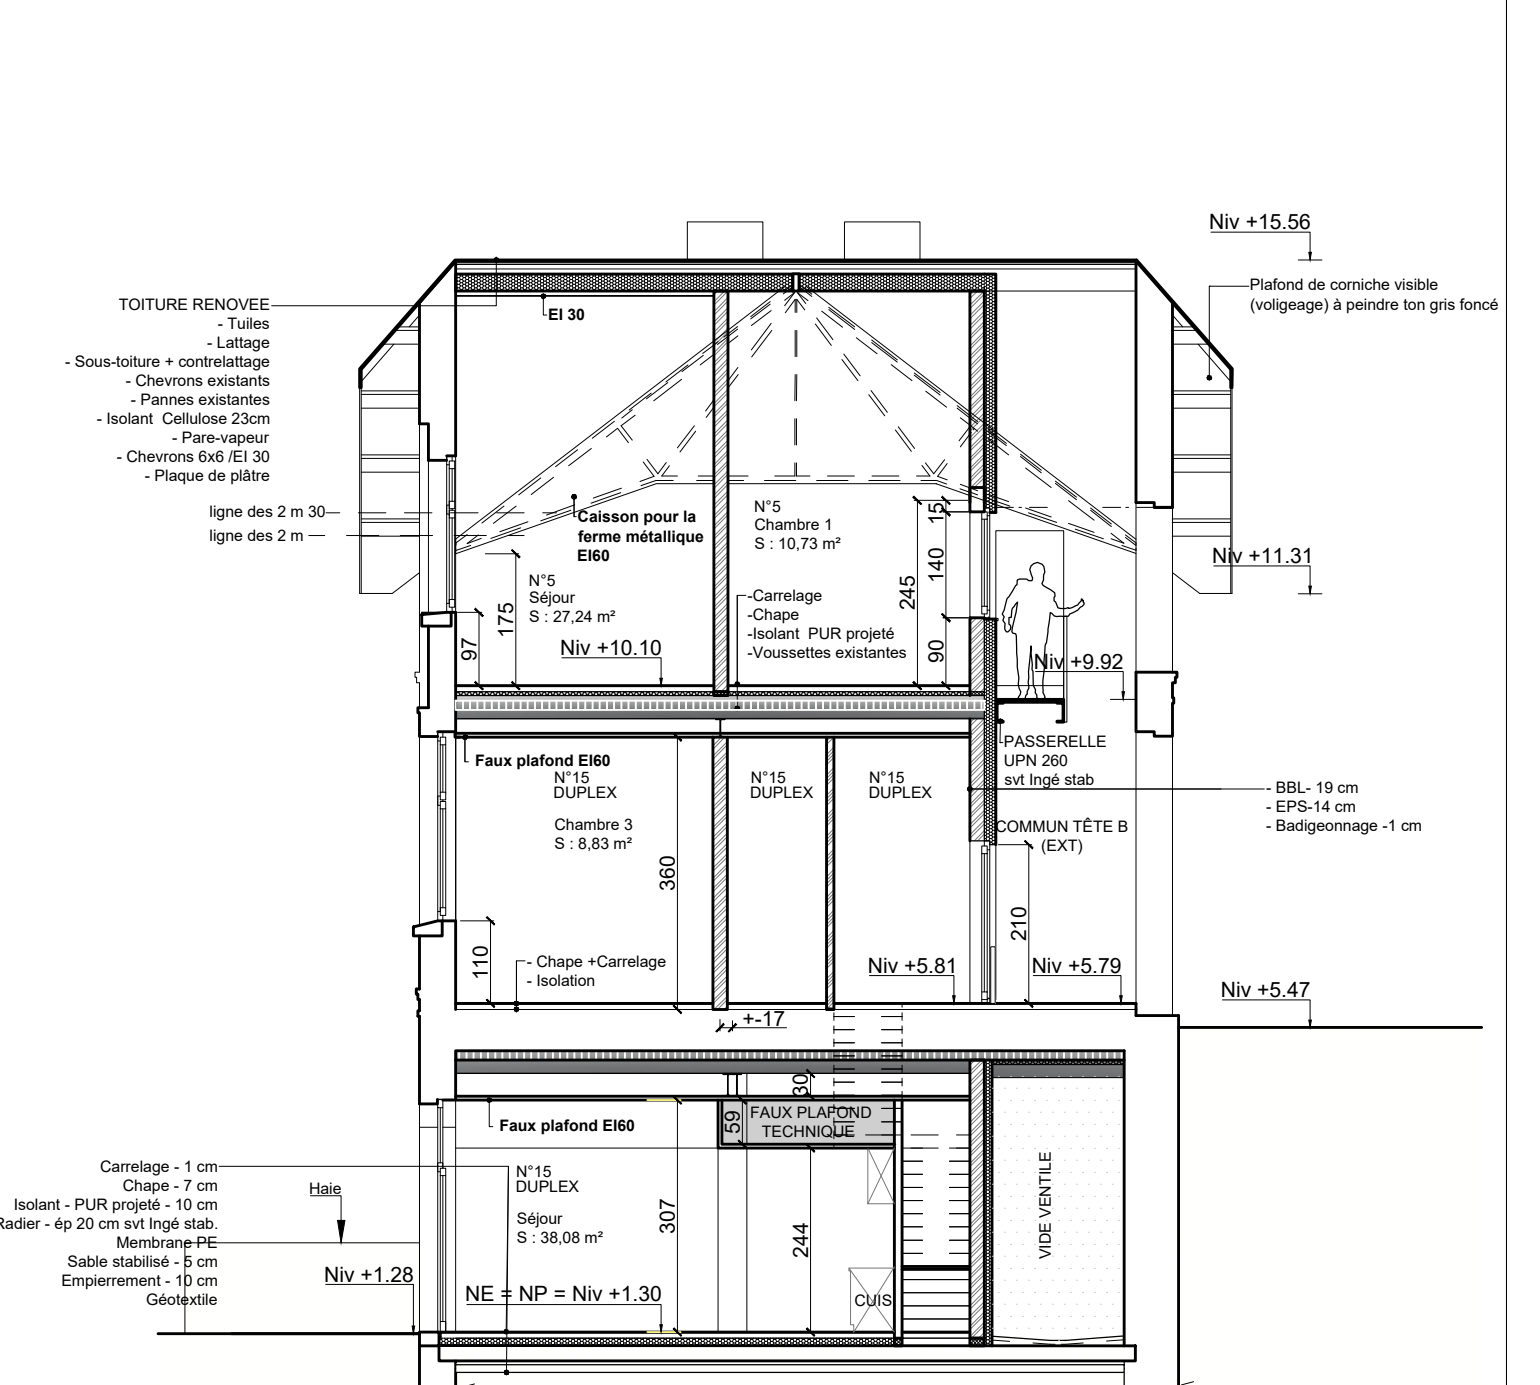 Niv +15.56
Plafond de corniche visible
(voligeage) à peindre ton gris foncé
TOITURE RENOVEE
- Tuiles
- Lattage
- Sous-toiture + contrelattage
- Chevrons existants
- Pannes existantes
- Isolant Cellulose 23cm
- Pare-vapeur
- Chevrons 6x6 /EI 30
- Plaque de plâtre
EI 30
ligne des 2 m 30
ligne des 2 m
Caisson pour la
ferme métallique
EI60
N°5
Chambre 1
S : 10,73 m²
N°5
Séjour
S : 27,24 m²
15
140
245
90
175
97
Niv +11.31
-Carrelage
-Chape
-Isolant PUR projeté
-Voussettes existantes
Niv +10.10
Niv +9.92
PASSERELLE
UPN 260
svt Ingé stab
Faux plafond EI60
N°15
DUPLEX
Chambre 3
S : 8,83 m²
N°15
DUPLEX
N°15
DUPLEX
- BBL- 19 cm
- EPS-14 cm
- Badigeonnage -1 cm
COMMUN TÊTE B
(EXT)
360
210
110
- Chape +Carrelage
- Isolation
Niv +5.81
Niv +5.79
Niv +5.47
+-17
30
59
FAUX PLAFOND
TECHNIQUE
Faux plafond EI60
N°15
DUPLEX
Séjour
S : 38,08 m²
307
244
VIDE VENTILE
Carrelage - 1 cm
Chape - 7 cm
Isolant - PUR projeté - 10 cm
Radier - ép 20 cm svt Ingé stab.
Membrane PE
Sable stabilisé - 5 cm
Empierrement - 10 cm
Géotextile
Haie
Niv +1.28
NE = NP = Niv +1.30
CUIS